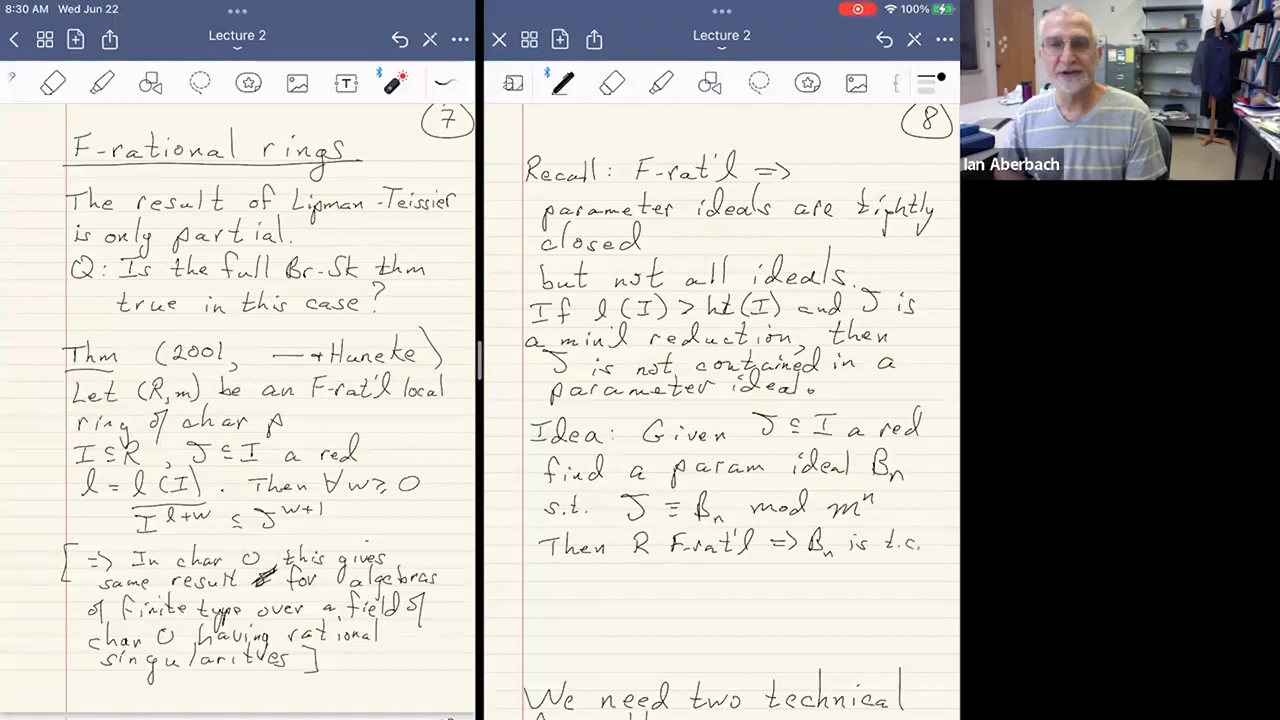 8:30 AM Wed Jun 22
100%
Lecture 2
Lecture 2
7
F-rational rings
The result of Lipman-Teissier
is only partial.
Q: Is the full Br-Sk thm
true in this case?
Thm (2001, — + Huneke)
Let (R,m) be an F-rat'l local
ring of char p
I ⊆ R, J ⊆ I a red
l = l(I). Then ∀ w ≥ 0
\overline{I^{l+w}} ⊆ J^{w+1}
[ => In char 0 this gives
same result for algebras
of finite type over a field of
char 0 having rational
singularities ]
8
Recall: F-rat'l =>
parameter ideals are tightly
closed
but not all ideals.
If l(I) > ht(I) and J is
a min'l reduction, then
J is not contained in a
parameter ideal.
Idea: Given J ⊆ I a red
find a param ideal B_n
s.t. J ≡ B_n mod m^n
Then R F-rat'l => B_n is t.c.
We need two technical
Ian Aberbach